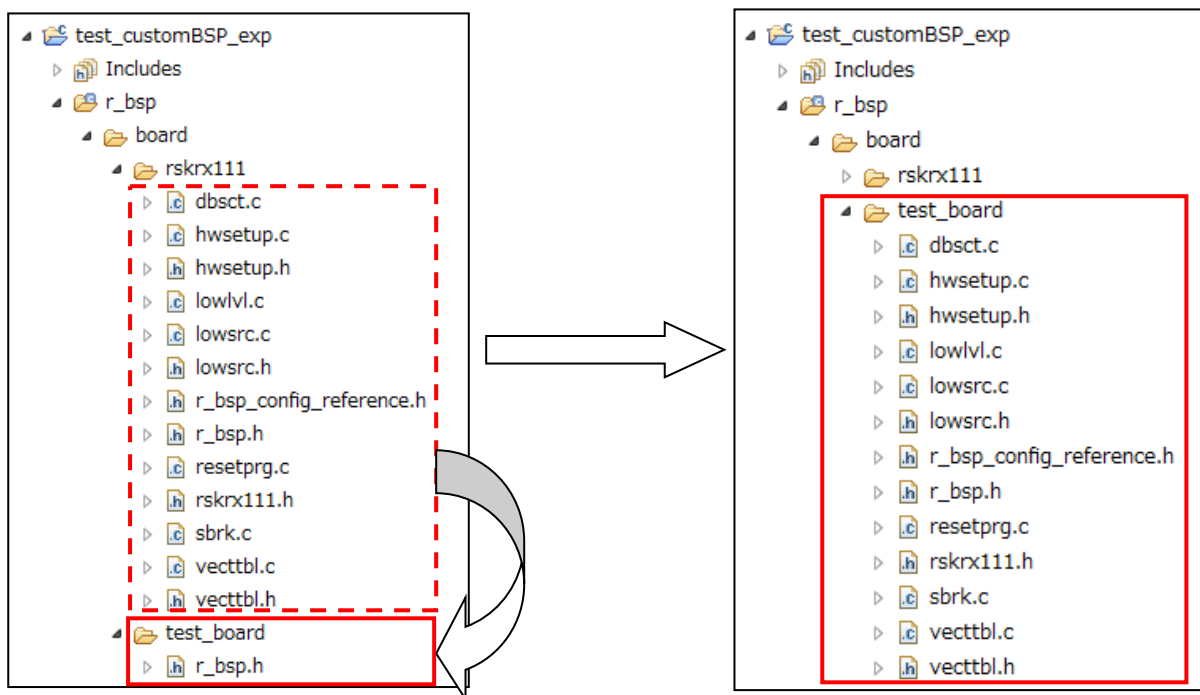 test_customBSP_exp
Includes
r_bsp
board
rskrx111
dbsct.c
hwsetup.c
hwsetup.h
lowlvl.c
lowsrc.c
lowsrc.h
r_bsp_config_reference.h
r_bsp.h
resetprg.c
rskrx111.h
sbrk.c
vecttbl.c
vecttbl.h
test_board
r_bsp.h
test_customBSP_exp
Includes
r_bsp
board
rskrx111
test_board
dbsct.c
hwsetup.c
hwsetup.h
lowlvl.c
lowsrc.c
lowsrc.h
r_bsp_config_reference.h
r_bsp.h
resetprg.c
rskrx111.h
sbrk.c
vecttbl.c
vecttbl.h